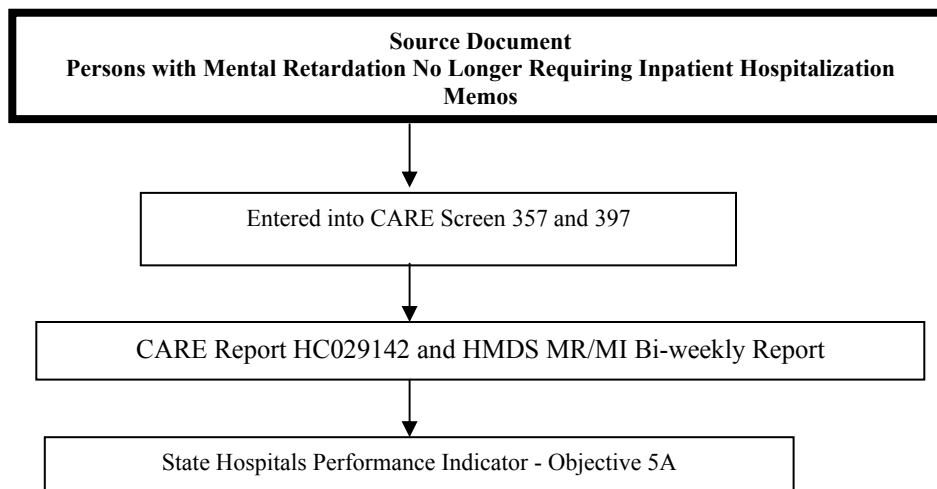 Source Document
Persons with Mental Retardation No Longer Requiring Inpatient Hospitalization
Memos
Entered into CARE Screen 357 and 397
CARE Report HC029142 and HMDS MR/MI Bi-weekly Report
State Hospitals Performance Indicator - Objective 5A